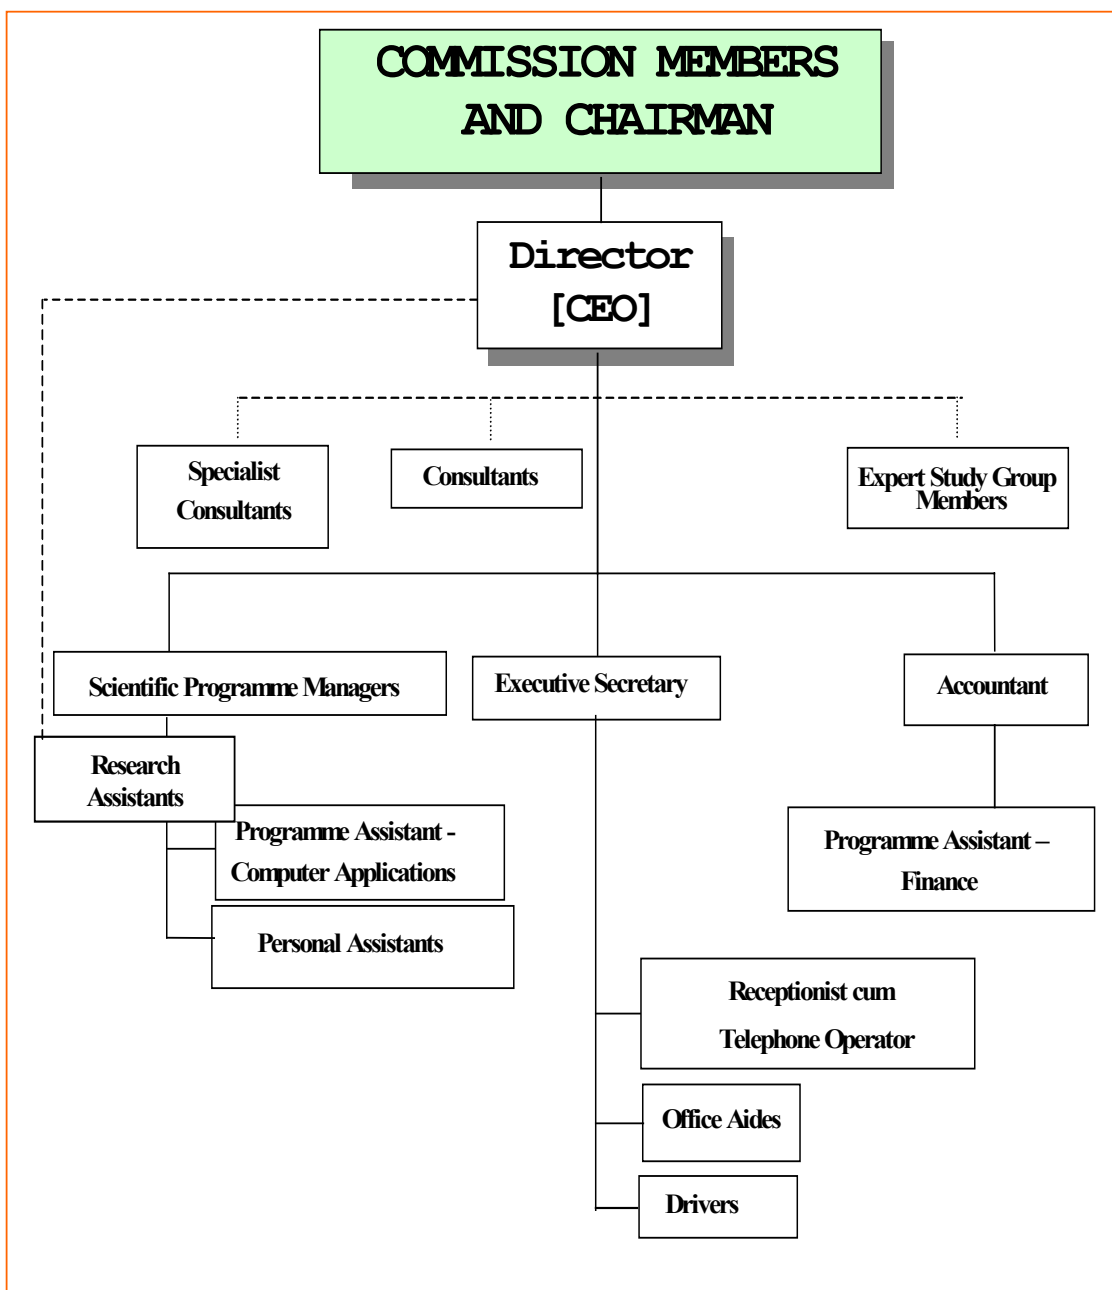 COMMISSION MEMBERS
AND CHAIRMAN
Director
[CEO]
Specialist
Consultants
Consultants
Expert Study Group
Members
Scientific Programme Managers
Executive Secretary
Accountant
Research
Assistants
Programme Assistant -
Computer Applications
Programme Assistant –
Finance
Personal Assistants
Receptionist cum
Telephone Operator
Office Aides
Drivers